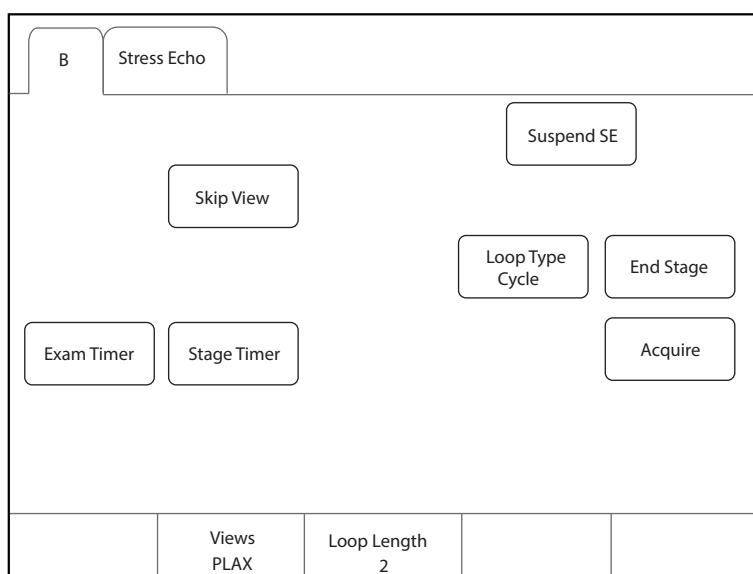 B
Stress Echo
Suspend SE
Skip View
Loop Type
Cycle
End Stage
Exam Timer
Stage Timer
Acquire
Views
PLAX
Loop Length
2